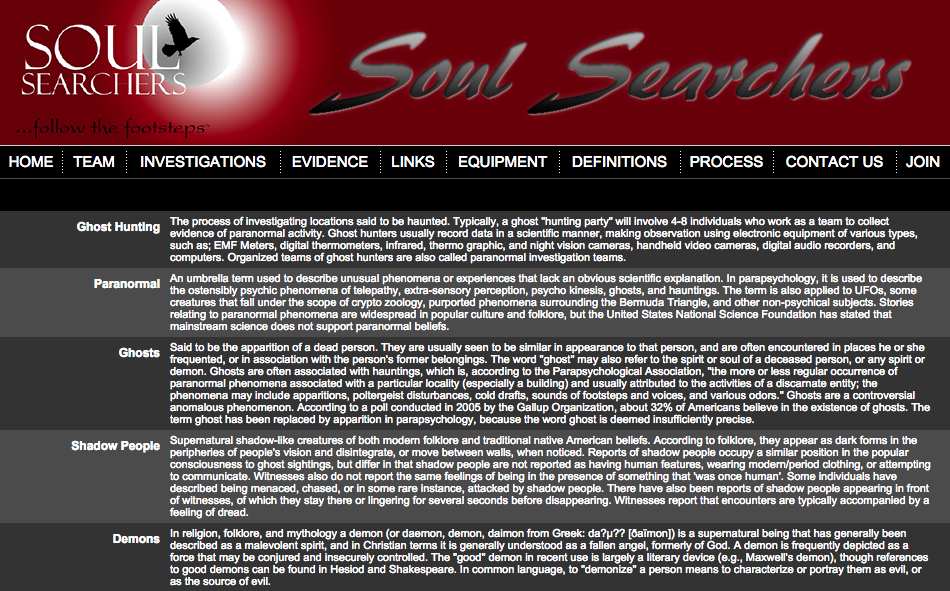 SOUL
SEARCHERS
...follow the footsteps™
Soul Searchers
HOME TEAM INVESTIGATIONS EVIDENCE LINKS EQUIPMENT DEFINITIONS PROCESS CONTACT US JOIN
Ghost Hunting
The process of investigating locations said to be haunted. Typically, a ghost "hunting party" will involve 4-8 individuals who work as a team to collect
evidence of paranormal activity. Ghost hunters usually record data in a scientific manner, making observation using electronic equipment of various types,
such as; EMF Meters, digital thermometers, infrared, thermo graphic, and night vision cameras, handheld video cameras, digital audio recorders, and
computers. Organized teams of ghost hunters are also called paranormal investigation teams.
Paranormal
An umbrella term used to describe unusual phenomena or experiences that lack an obvious scientific explanation. In parapsychology, it is used to describe
the ostensibly psychic phenomena of telepathy, extra-sensory perception, psycho kinesis, ghosts, and hauntings. The term is also applied to UFOs, some
creatures that fall under the scope of crypto zoology, purported phenomena surrounding the Bermuda Triangle, and other non-psychical subjects. Stories
relating to paranormal phenomena are widespread in popular culture and folklore, but the United States National Science Foundation has stated that
mainstream science does not support paranormal beliefs.
Ghosts
Said to be the apparition of a dead person. They are usually seen to be similar in appearance to that person, and are often encountered in places he or she
frequented, or in association with the person's former belongings. The word "ghost" may also refer to the spirit or soul of a deceased person, or any spirit or
demon. Ghosts are often associated with hauntings, which is, according to the Parapsychological Association, "the more or less regular occurrence of
paranormal phenomena associated with a particular locality (especially a building) and usually attributed to the activities of a discarnate entity; the
phenomena may include apparitions, poltergeist disturbances, cold drafts, sounds of footsteps and voices, and various odors." Ghosts are a controversial
anomalous phenomenon. According to a poli conducted in 2005 by the Gallup Organization, about 32% of Americans believe in the existence of ghosts. The
term ghost has been replaced by apparition in parapsychology, because the word ghost is deemed insufficiently precise.
Shadow People
Supernatural shadow-like creatures of both modern folklore and traditional native American beliefs. According to folklore, they appear as dark forms in the
peripheries of people's vision and disintegrate, or move between walls, when noticed. Reports of shadow people occupy a similar position in the popular
consciousness to ghost sightings, but differ in that shadow people are not reported as having human features, wearing modern/period clothing, or attempting
to communicate. Witnesses also do not report the same feelings of being in the presence of something that 'was once human'. Some individuals have
described being menaced, chased, or in some rare instance, attacked by shadow people. There have also been reports of shadow people appearing in front
of witnesses, of which they stay there or lingering for several seconds before disappearing. Witnesses report that encounters are typically accompanied by a
feeling of dread.
Demons
In religion, folklore, and mythology a demon (or daemon, demon, daimon from Greek: da?µ?? [ðaïmon]) is a supernatural being that has generally been
described as a malevolent spirit, and in Christian terms it is generally understood as a fallen angel, formerly of God. A demon is frequently depicted as a
force that may be conjured and insecurely controlled. The "good" demon in recent use is largely a literary device (e.g., Maxwell's demon), though references
to good demons can be found in Hesiod and Shakespeare. In common language, to "demonize" a person means to characterize or portray them as evil, or
as the source of evil.